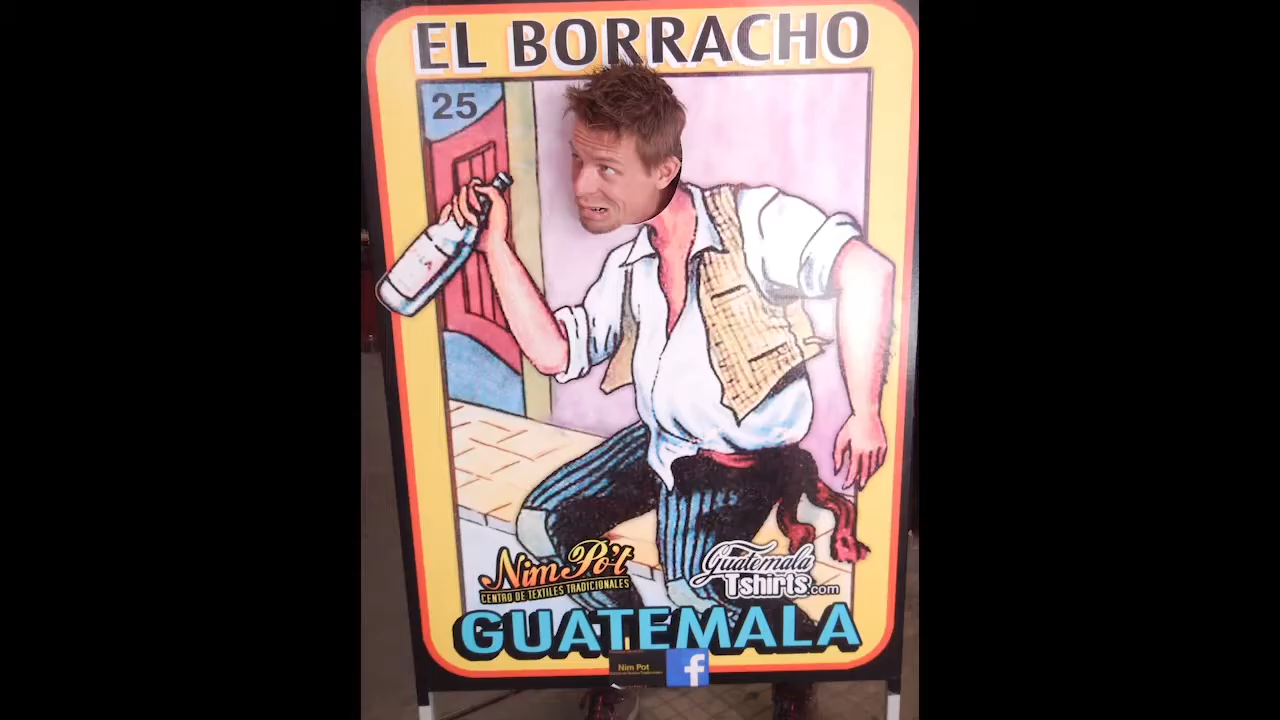 EL BORRACHO
25
Nim Po't
CENTRO DE TEXTILES TRADICIONALES
Guatemala
Tshirts.com
GUATEMALA
Nim Pot
f